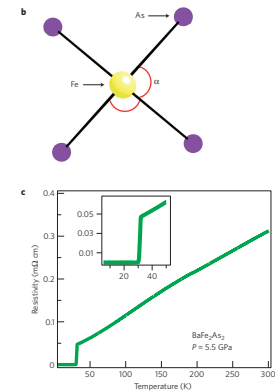 b
As
Fe
α
c
0.4
0.3
0.2
0.1
0
Resistivity (mΩ cm)
0.05
0.03
0.01
20
40
BaFe₂As₂
P = 5.5 GPa
50
100
150
200
250
300
Temperature (K)